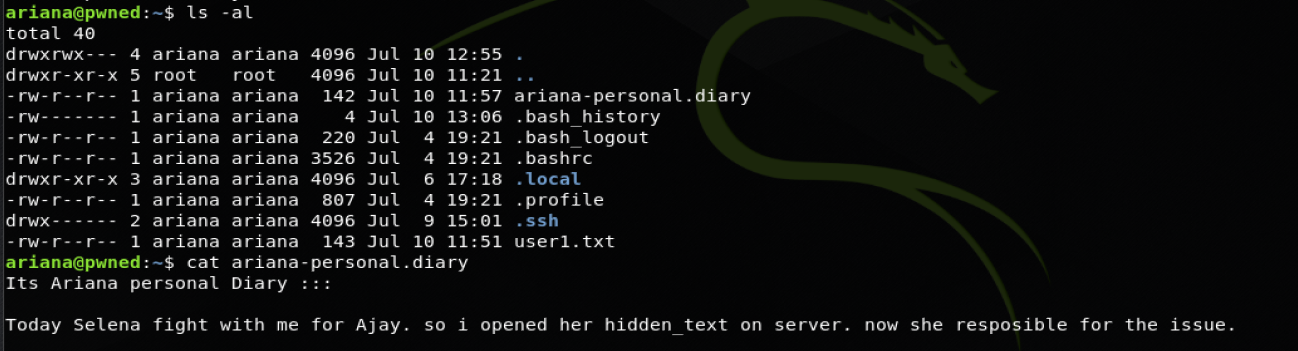 ariana@pwned:~$ ls -al
total 40
drwxrwx--- 4 ariana ariana 4096 Jul 10 12:55 .
drwxr-xr-x 5 root   root   4096 Jul 10 11:21 ..
-rw-r--r-- 1 ariana ariana  142 Jul 10 11:57 ariana-personal.diary
-rw------- 1 ariana ariana    4 Jul 10 13:06 .bash_history
-rw-r--r-- 1 ariana ariana  220 Jul  4 19:21 .bash_logout
-rw-r--r-- 1 ariana ariana 3526 Jul  4 19:21 .bashrc
drwxr-xr-x 3 ariana ariana 4096 Jul  6 17:18 .local
-rw-r--r-- 1 ariana ariana  807 Jul  4 19:21 .profile
drwx------ 2 ariana ariana 4096 Jul  9 15:01 .ssh
-rw-r--r-- 1 ariana ariana  143 Jul 10 11:51 user1.txt
ariana@pwned:~$ cat ariana-personal.diary
Its Ariana personal Diary :::
Today Selena fight with me for Ajay. so i opened her hidden_text on server. now she resposible for the issue.